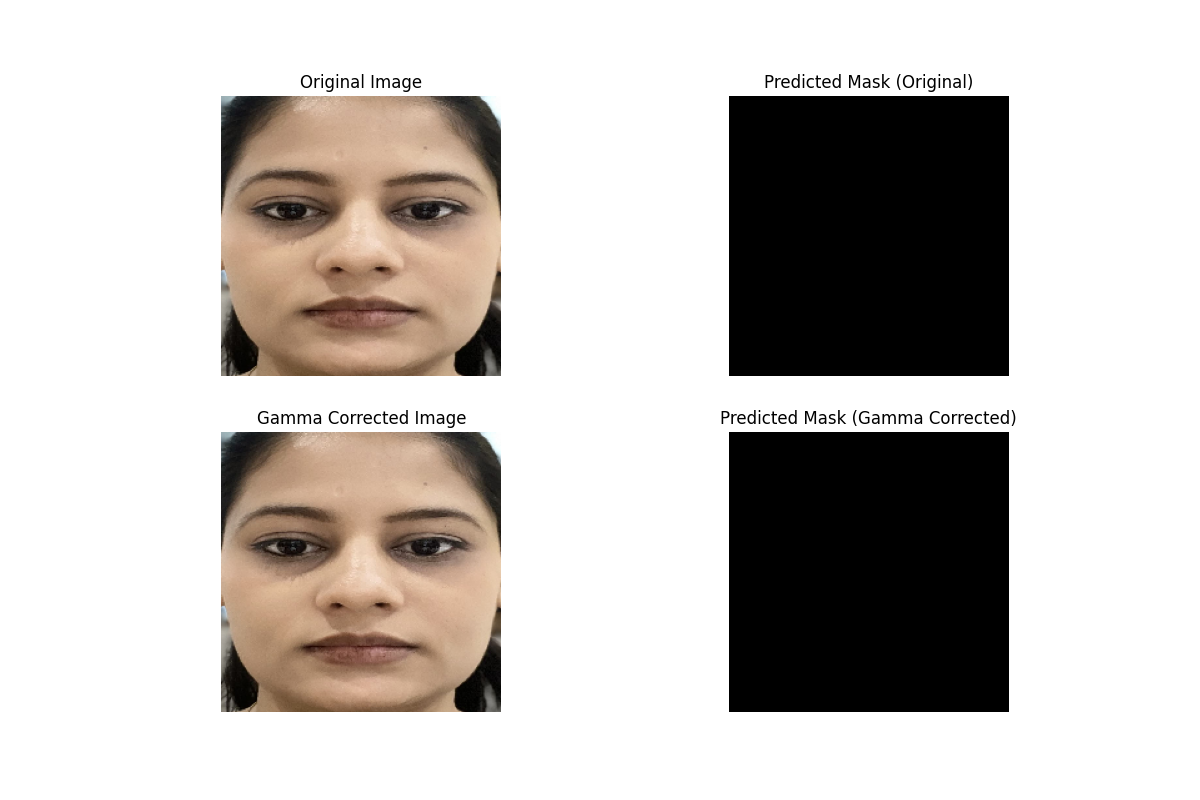 Original Image
Predicted Mask (Original)
Gamma Corrected Image
Predicted Mask (Gamma Corrected)